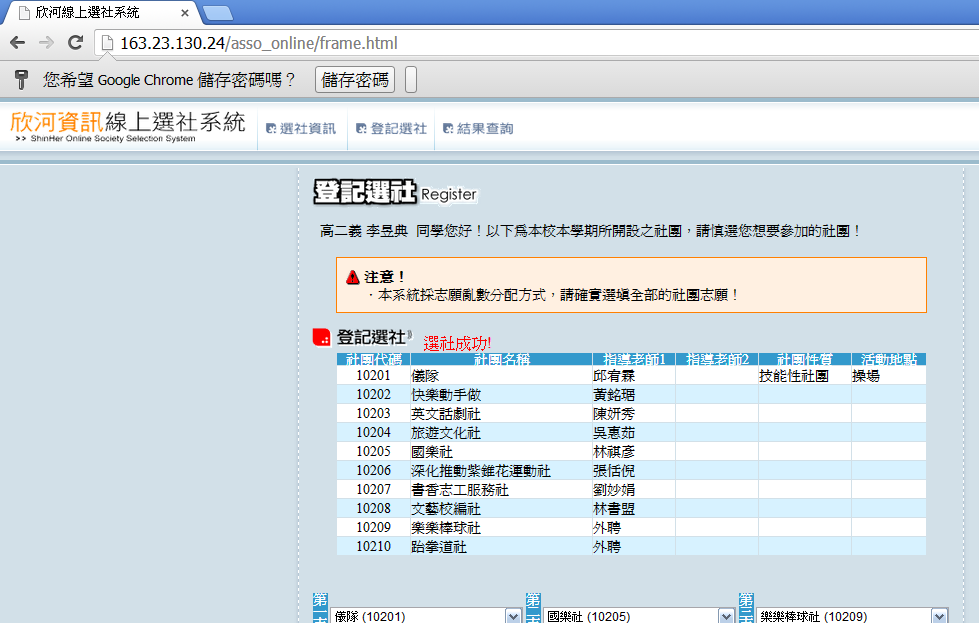 欣河線上選社系統
163.23.130.24/asso_online/frame.html
您希望 Google Chrome 儲存密碼嗎？ 儲存密碼
欣河資訊線上選社系統
>> ShinHer Online Society Selection System
選社資訊 登記選社 結果查詢
登記選社 Register
高二義 李昱典 同學您好！以下為本校本學期所開設之社團，請慎選您想要參加的社團！
注意！
．本系統採志願亂數分配方式，請確實選填全部的社團志願！
登記選社 選社成功!
社團代碼 社團名稱 指導老師1 指導老師2 社團性質 活動地點
10201 儀隊 邱宥霖 技能性社團 操場
10202 快樂動手做 黃銘琚
10203 英文話劇社 陳妍秀
10204 旅遊文化社 吳惠茹
10205 國樂社 林祺彥
10206 深化推動紫錐花運動社 張恬倪
10207 書香志工服務社 劉妙娟
10208 文藝校編社 林書盟
10209 樂樂棒球社 外聘
10210 跆拳道社 外聘
第一 儀隊 (10201) 第二 國樂社 (10205) 第三 樂樂棒球社 (10209)